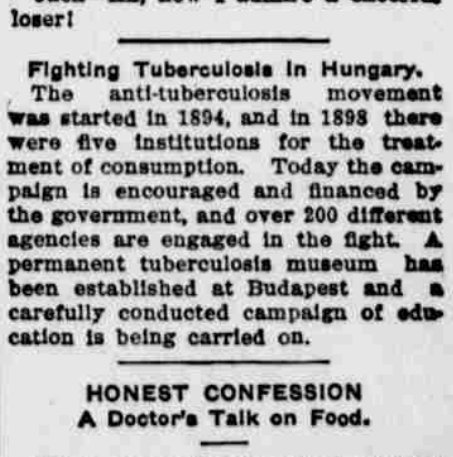 loser!
Fighting Tuberculosis in Hungary.
The anti-tuberculosis movement
was started in 1894, and in 1898 there
were five institutions for the treat-
ment of consumption. Today the cam-
paign is encouraged and financed by
the government, and over 200 different
agencies are engaged in the fight. A
permanent tuberculosis museum has
been established at Budapest and a
carefully conducted campaign of edu-
cation is being carried on.
HONEST CONFESSION
A Doctor's Talk on Food.